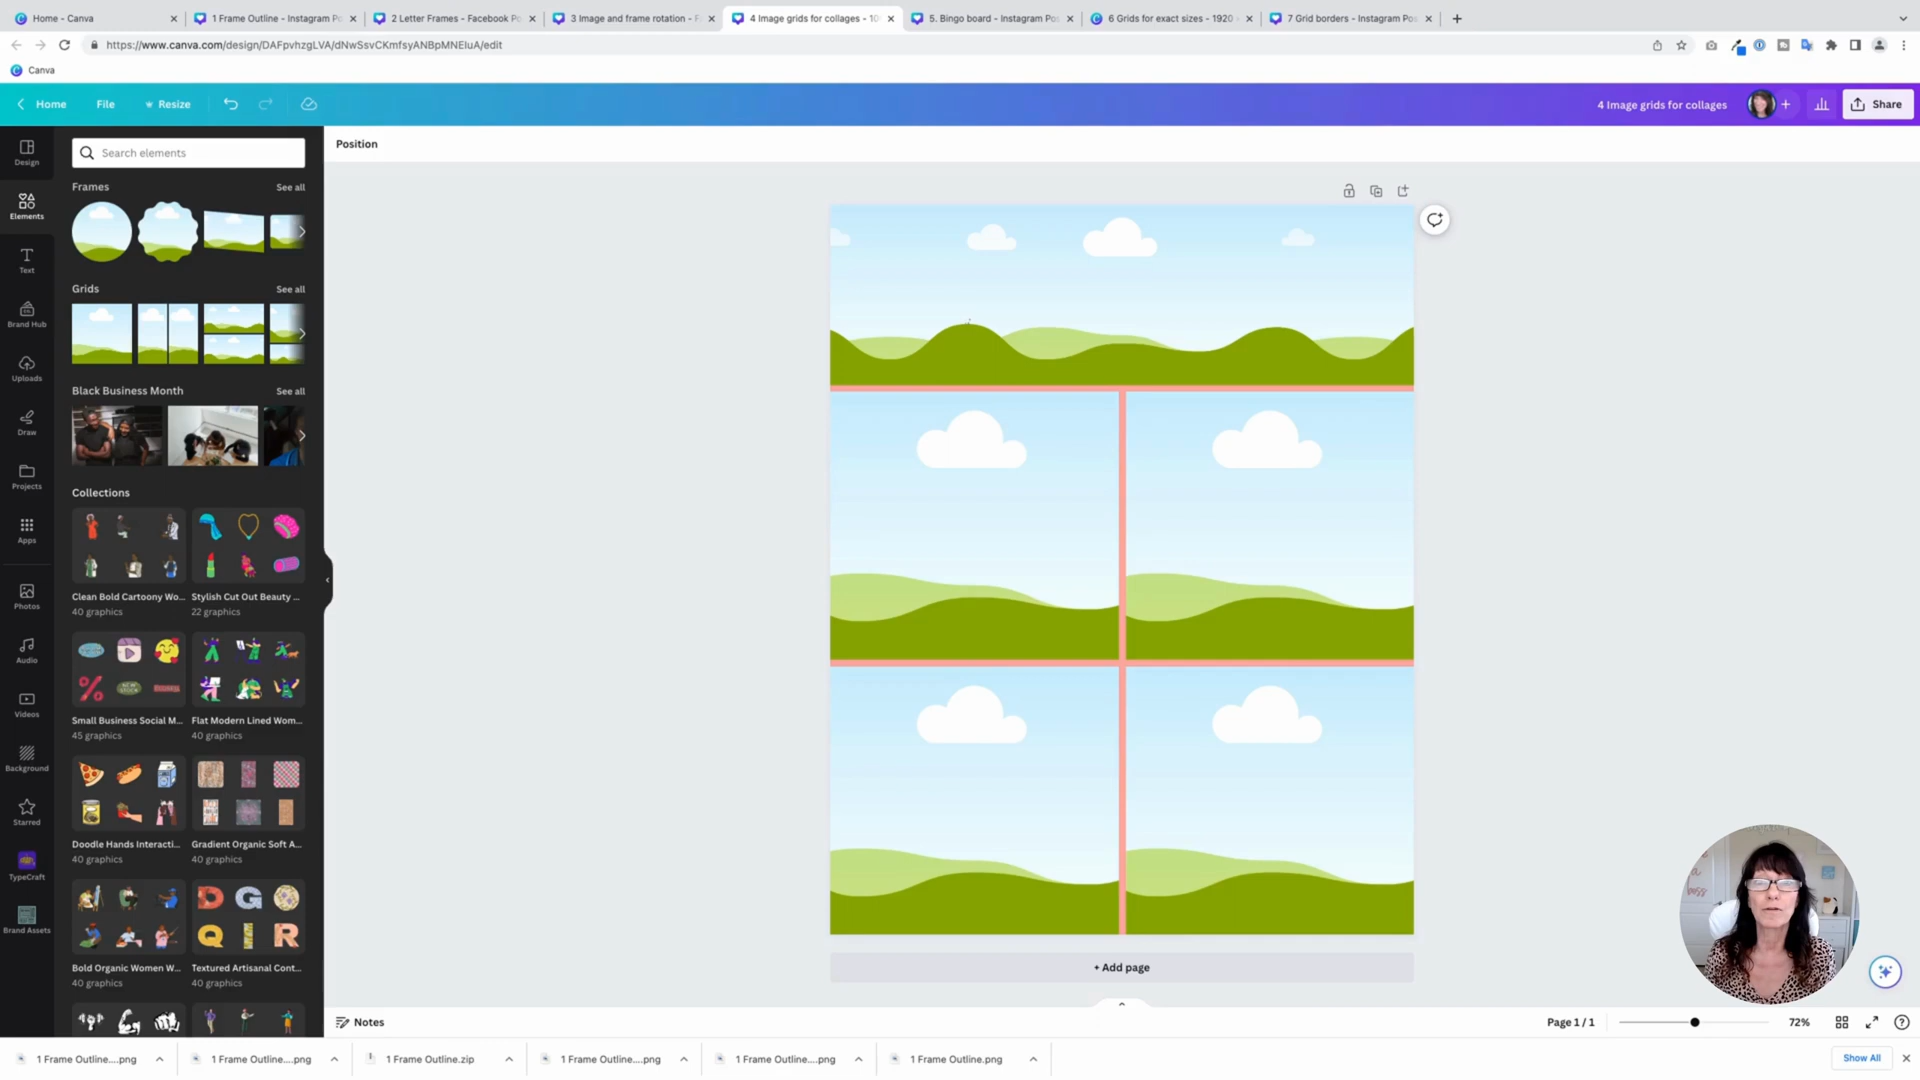 Home - Canva
1 Frame Outline - Instagram Po
2 Letter Frames - Facebook Po
3 Image and frame rotation - F
4 Image grids for collages - 10
5. Bingo board - Instagram Pos
6 Grids for exact sizes - 1920
7 Grid borders - Instagram Pos
https://www.canva.com/design/DAFpvhzgLVA/dNwSsvCKmfsyANBpMNEluA/edit
Canva
Home
File
Resize
4 Image grids for collages
Share
Design
Elements
Text
Brand Hub
Uploads
Draw
Projects
Apps
Photos
Audio
Videos
Background
Starred
TypeCraft
Brand Assets
Search elements
Frames
See all
Grids
See all
Black Business Month
See all
Collections
Clean Bold Cartoony Wo...
40 graphics
Stylish Cut Out Beauty ...
22 graphics
Small Business Social M...
45 graphics
Flat Modern Lined Wom...
40 graphics
Doodle Hands Interacti...
40 graphics
Gradient Organic Soft A...
40 graphics
D G
Q I R
Bold Organic Women W...
40 graphics
Textured Artisanal Cont...
40 graphics
Position
+ Add page
Notes
Page 1 / 1
72%
1 Frame Outline....png
1 Frame Outline....png
1 Frame Outline.zip
1 Frame Outline....png
1 Frame Outline....png
1 Frame Outline.png
Show All